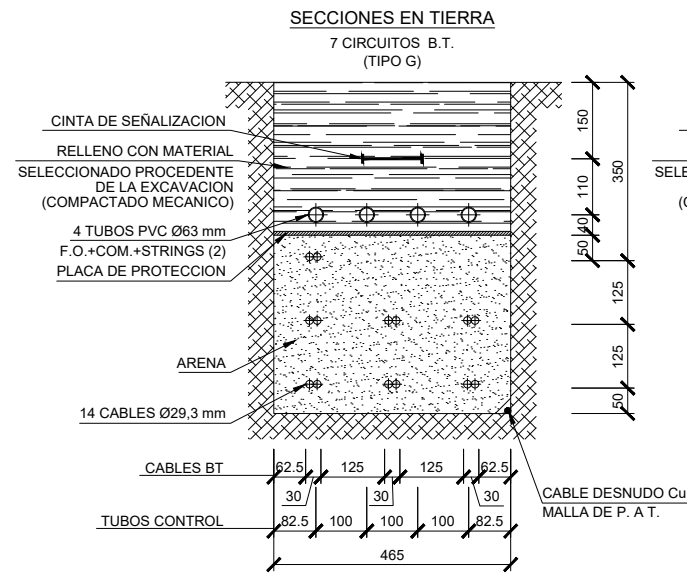 SECCIONES EN TIERRA
7 CIRCUITOS B.T.
(TIPO G)
CINTA DE SEÑALIZACION
RELLENO CON MATERIAL
SELECCIONADO PROCEDENTE
DE LA EXCAVACION
(COMPACTADO MECANICO)
4 TUBOS PVC Ø63 mm
F.O.+COM.+STRINGS (2)
PLACA DE PROTECCION
ARENA
14 CABLES Ø29,3 mm
150
110
40
50
350
125
125
50
SELE
(C
CABLES BT
62.5
125
125
62.5
30
30
30
CABLE DESNUDO Cu
MALLA DE P. A T.
TUBOS CONTROL
82.5
100
100
100
82.5
465